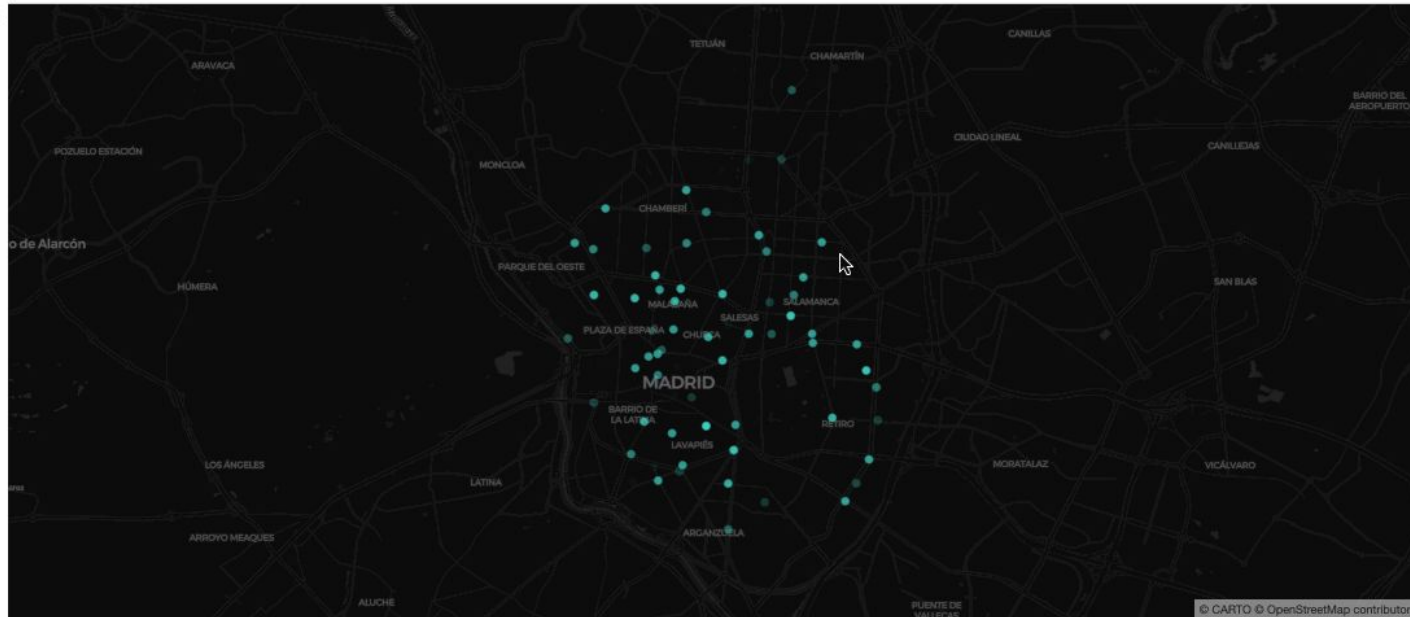 TETUÁN
CANILLAS
CHAMARTÍN
ARAVACA
BARRIO DEL
AEROPUERTO
CIUDAD LINEAL
CANILLEJAS
POZUELO ESTACIÓN
MONCLOA
CHAMBERÍ
o de Alarcón
PARQUE DEL OESTE
SAN BLAS
HÚMERA
MALASAÑA
SALAMANCA
SALESAS
PLAZA DE ESPAÑA
CHUECA
MADRID
BARRIO DE
LA LATINA
RETIRO
LAVAPIÉS
LOS ÁNGELES
MORATALAZ
VICÁLVARO
LATINA
ARGANZUELA
ARROYO MEAQUES
ALUCHE
PUENTE DE
VALLECAS
© CARTO © OpenStreetMap contributor